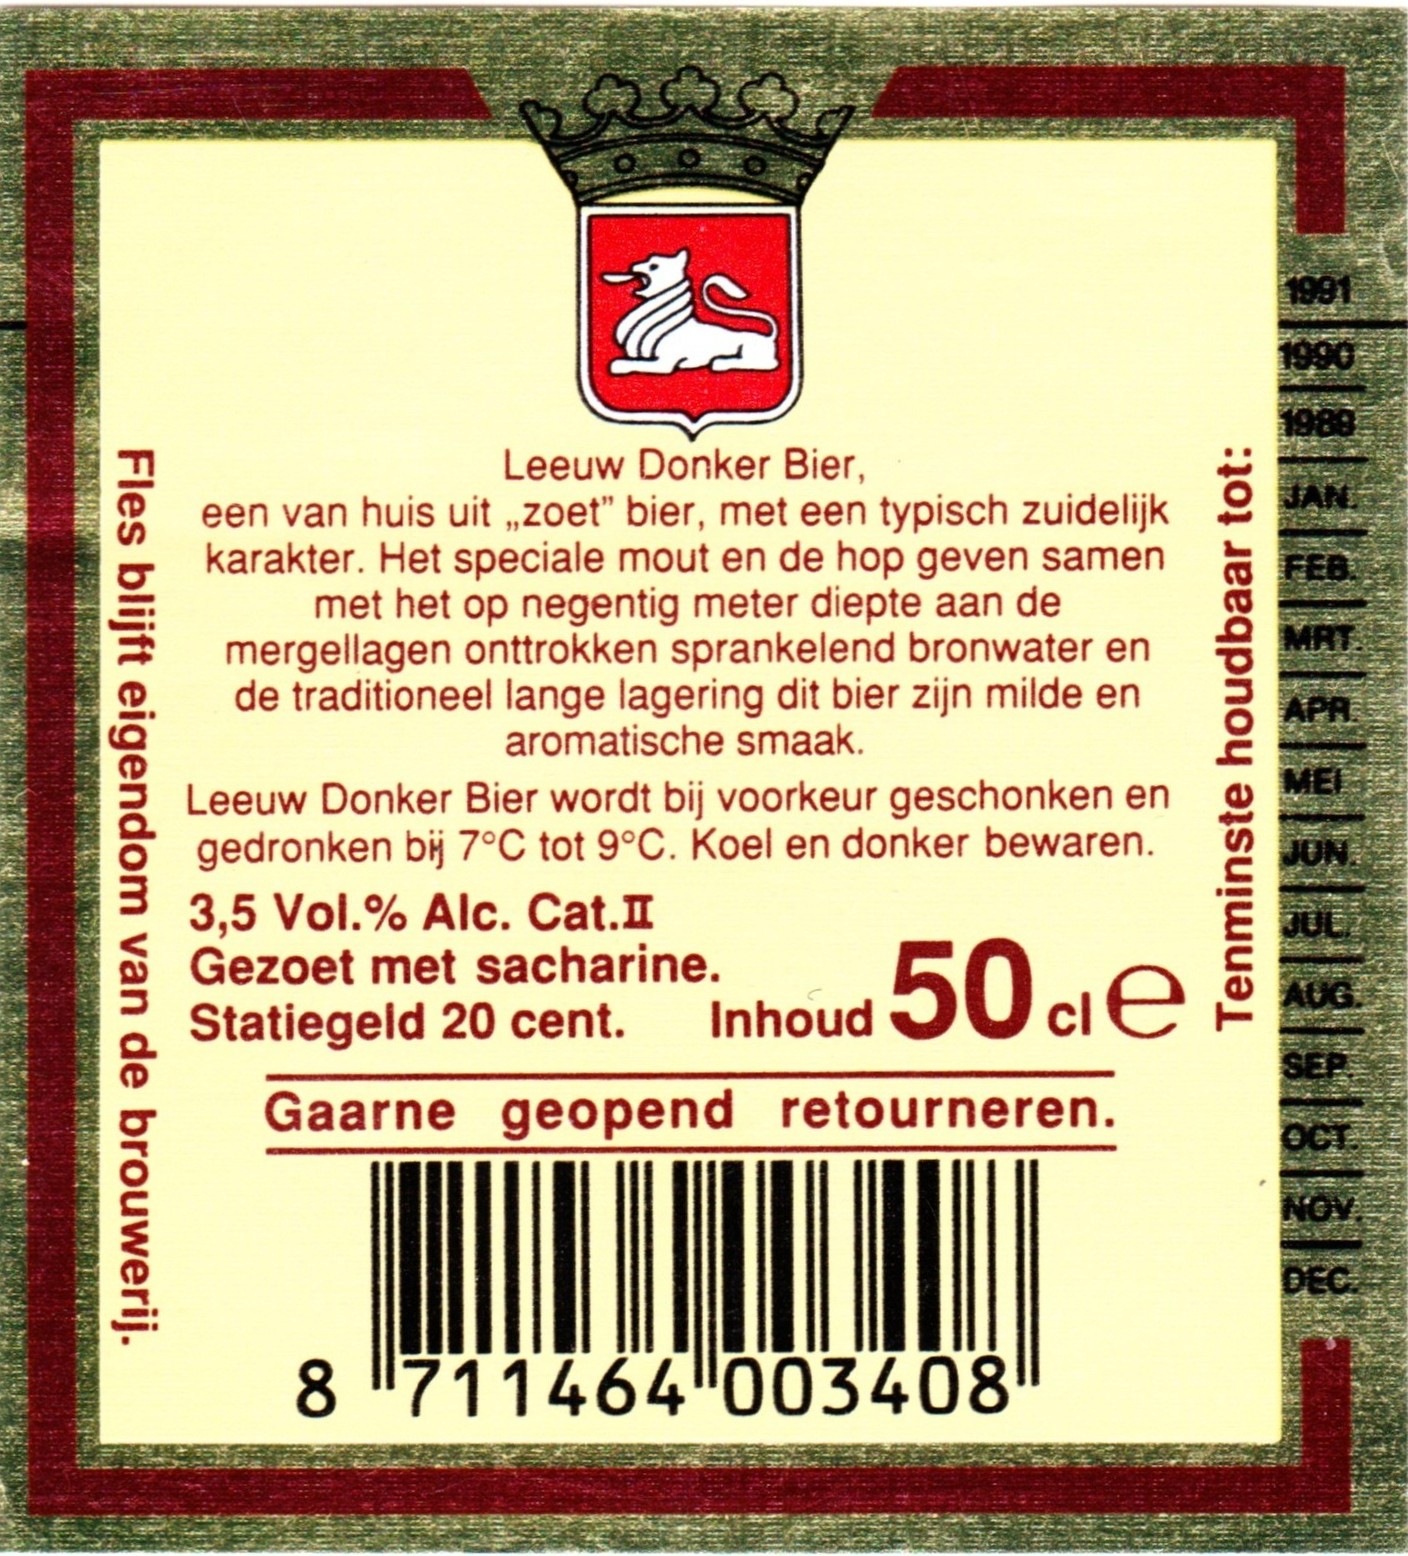 Leeuw Donker Bier,
een van huis uit „zoet” bier, met een typisch zuidelijk
karakter. Het speciale mout en de hop geven samen
met het op negentig meter diepte aan de
mergellagen onttrokken sprankelend bronwater en
de traditioneel lange lagering dit bier zijn milde en
aromatische smaak.
Leeuw Donker Bier wordt bij voorkeur geschonken en
gedronken bij 7°C tot 9°C. Koel en donker bewaren.
3,5 Vol.% Alc. Cat.II
Gezoet met sacharine.
Statiegeld 20 cent. Inhoud 50 cl ℮
Gaarne geopend retourneren.
8 711464 003408
Fles blijft eigendom van de brouwerij.
Tenminste houdbaar tot:
1991
1990
1989
JAN.
FEB.
MRT.
APR.
MEI
JUN.
JUL.
AUG.
SEP.
OCT.
NOV.
DEC.